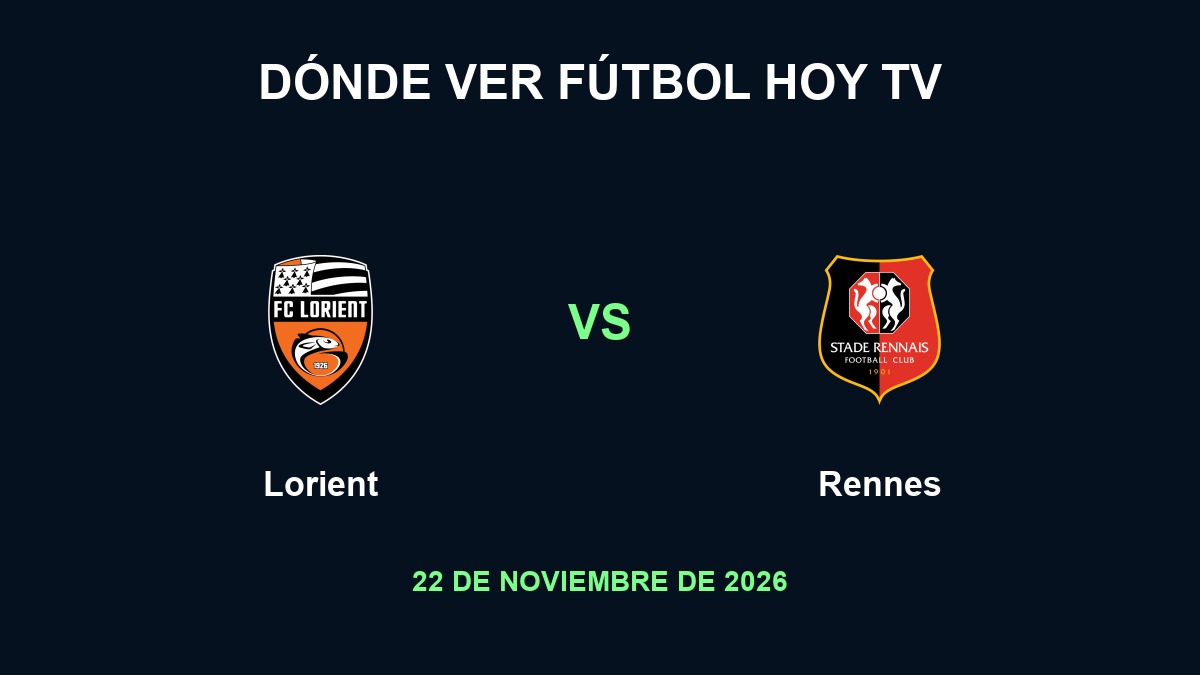 DÓNDE VER FÚTBOL HOY TV
FC LORIENT
1926
VS
STADE RENNAIS
FOOTBALL CLUB
1901
Lorient
Rennes
22 DE NOVIEMBRE DE 2026